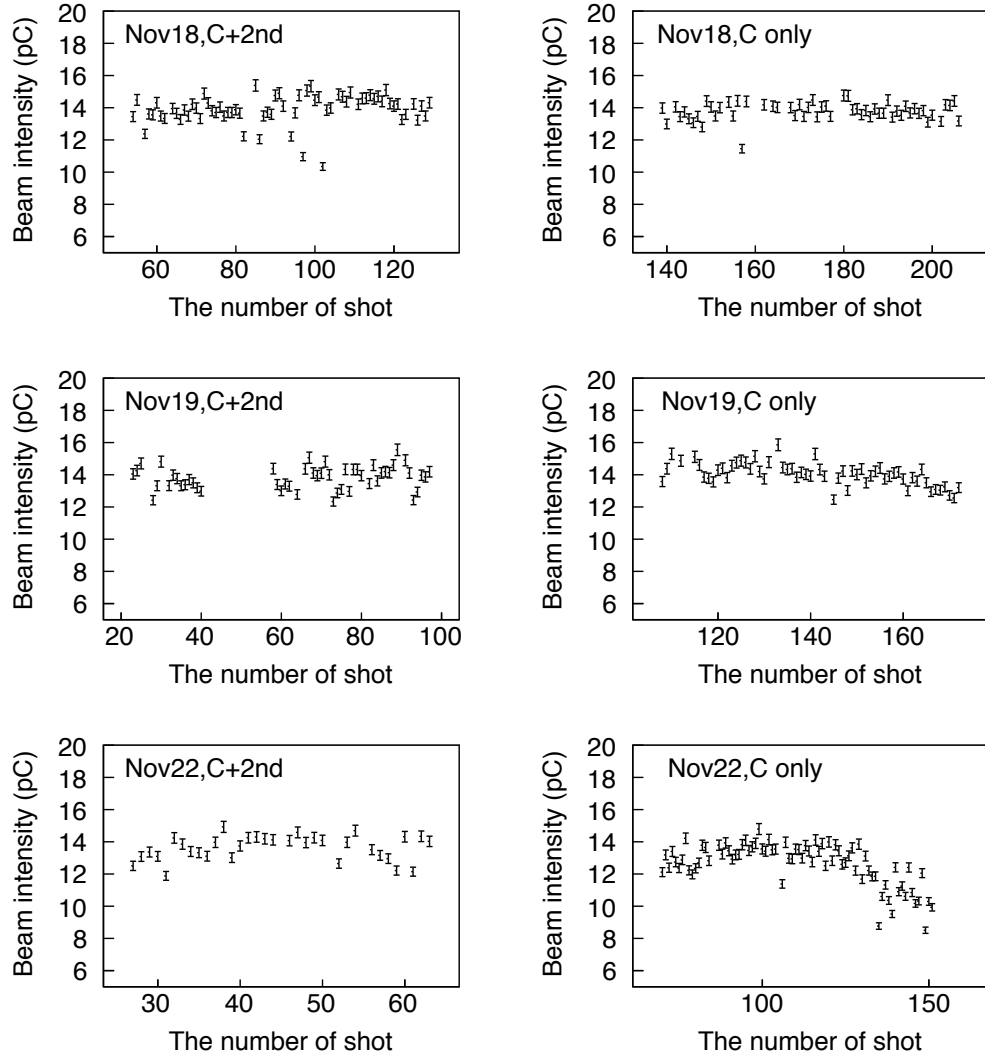 Nov18,C+2nd
Beam intensity (pC)
20
18
16
14
12
10
8
6
60 80 100 120
The number of shot
Nov18,C only
Beam intensity (pC)
20
18
16
14
12
10
8
6
140 160 180 200
The number of shot
Nov19,C+2nd
Beam intensity (pC)
20
18
16
14
12
10
8
6
20 40 60 80 100
The number of shot
Nov19,C only
Beam intensity (pC)
20
18
16
14
12
10
8
6
120 140 160
The number of shot
Nov22,C+2nd
Beam intensity (pC)
20
18
16
14
12
10
8
6
30 40 50 60
The number of shot
Nov22,C only
Beam intensity (pC)
20
18
16
14
12
10
8
6
100 150
The number of shot